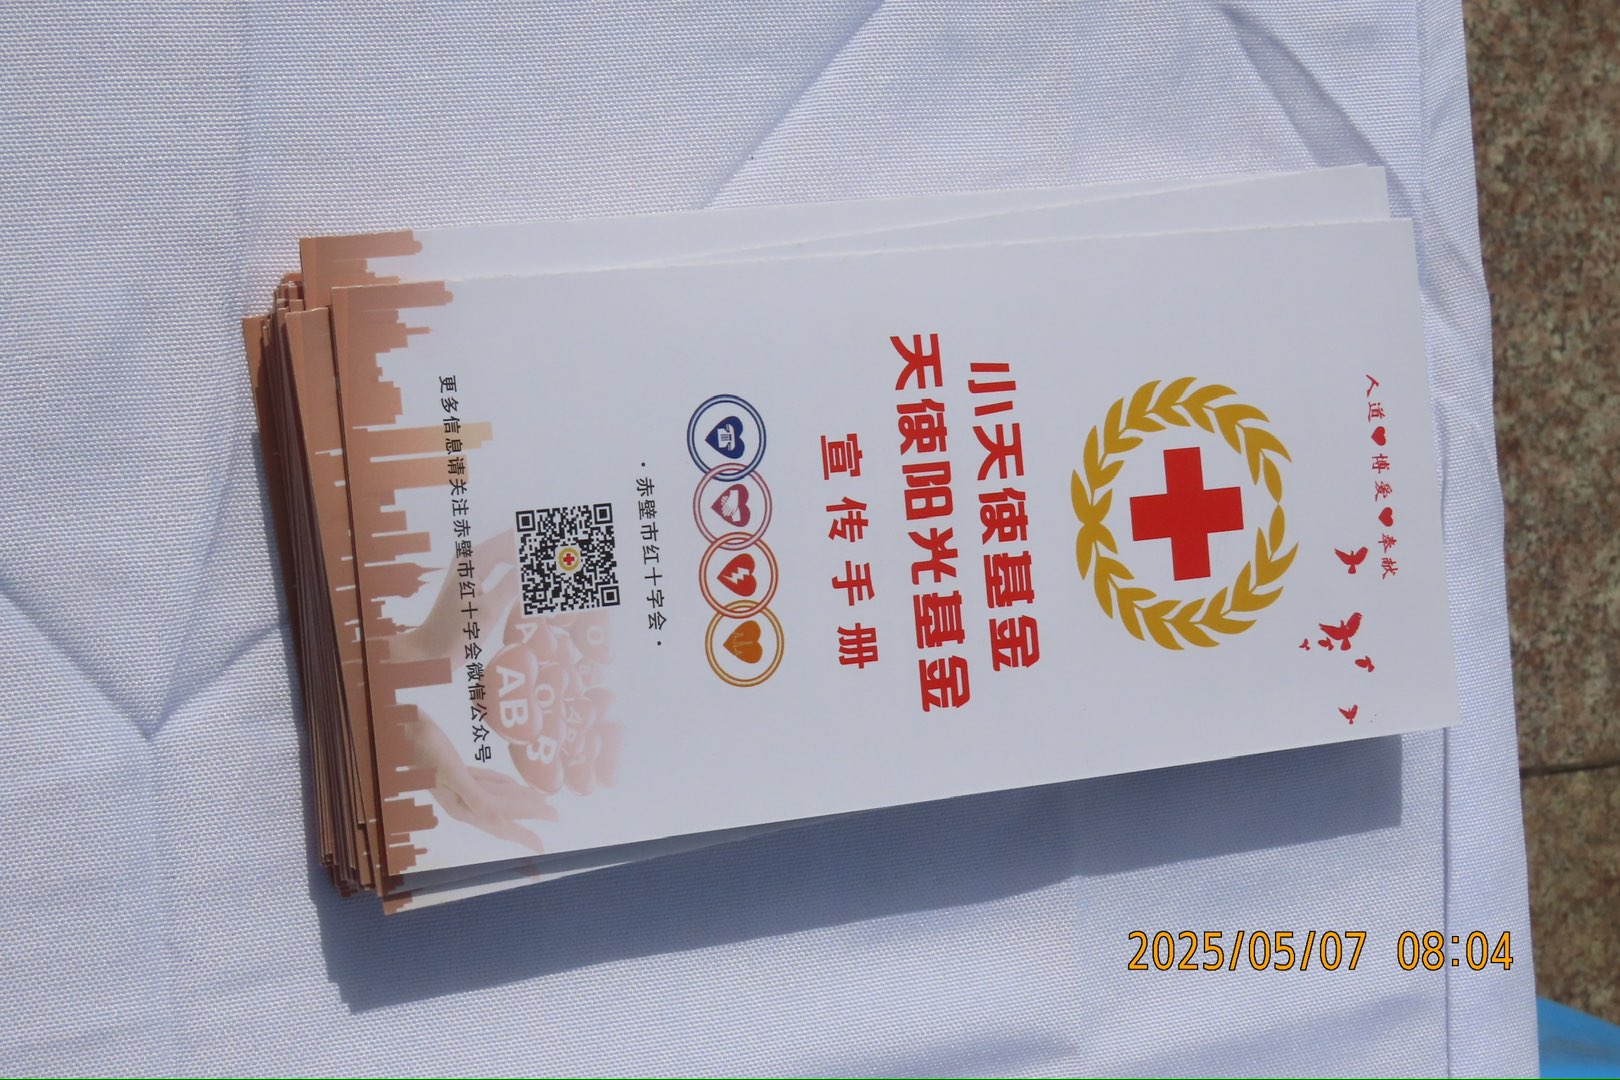 人道❤博爱❤奉献
小天使基金
天使阳光基金
宣传手册
·赤壁市红十字会·
更多信息请关注赤壁市红十字会微信公众号
AB
B
2025/05/07 08:04